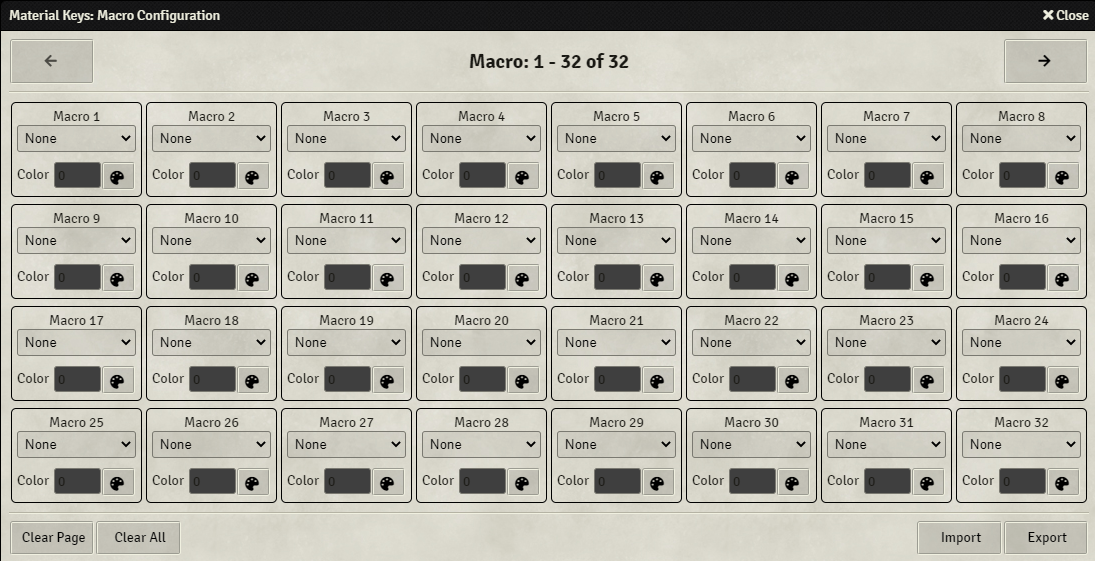 Material Keys: Macro Configuration Close
Macro: 1 - 32 of 32
Macro 1 Macro 2 Macro 3 Macro 4 Macro 5 Macro 6 Macro 7 Macro 8
None None None None None None None None
Color 0 Color 0 Color 0 Color 0 Color 0 Color 0 Color 0 Color 0
Macro 9 Macro 10 Macro 11 Macro 12 Macro 13 Macro 14 Macro 15 Macro 16
None None None None None None None None
Color 0 Color 0 Color 0 Color 0 Color 0 Color 0 Color 0 Color 0
Macro 17 Macro 18 Macro 19 Macro 20 Macro 21 Macro 22 Macro 23 Macro 24
None None None None None None None None
Color 0 Color 0 Color 0 Color 0 Color 0 Color 0 Color 0 Color 0
Macro 25 Macro 26 Macro 27 Macro 28 Macro 29 Macro 30 Macro 31 Macro 32
None None None None None None None None
Color 0 Color 0 Color 0 Color 0 Color 0 Color 0 Color 0 Color 0
Clear Page Clear All Import Export